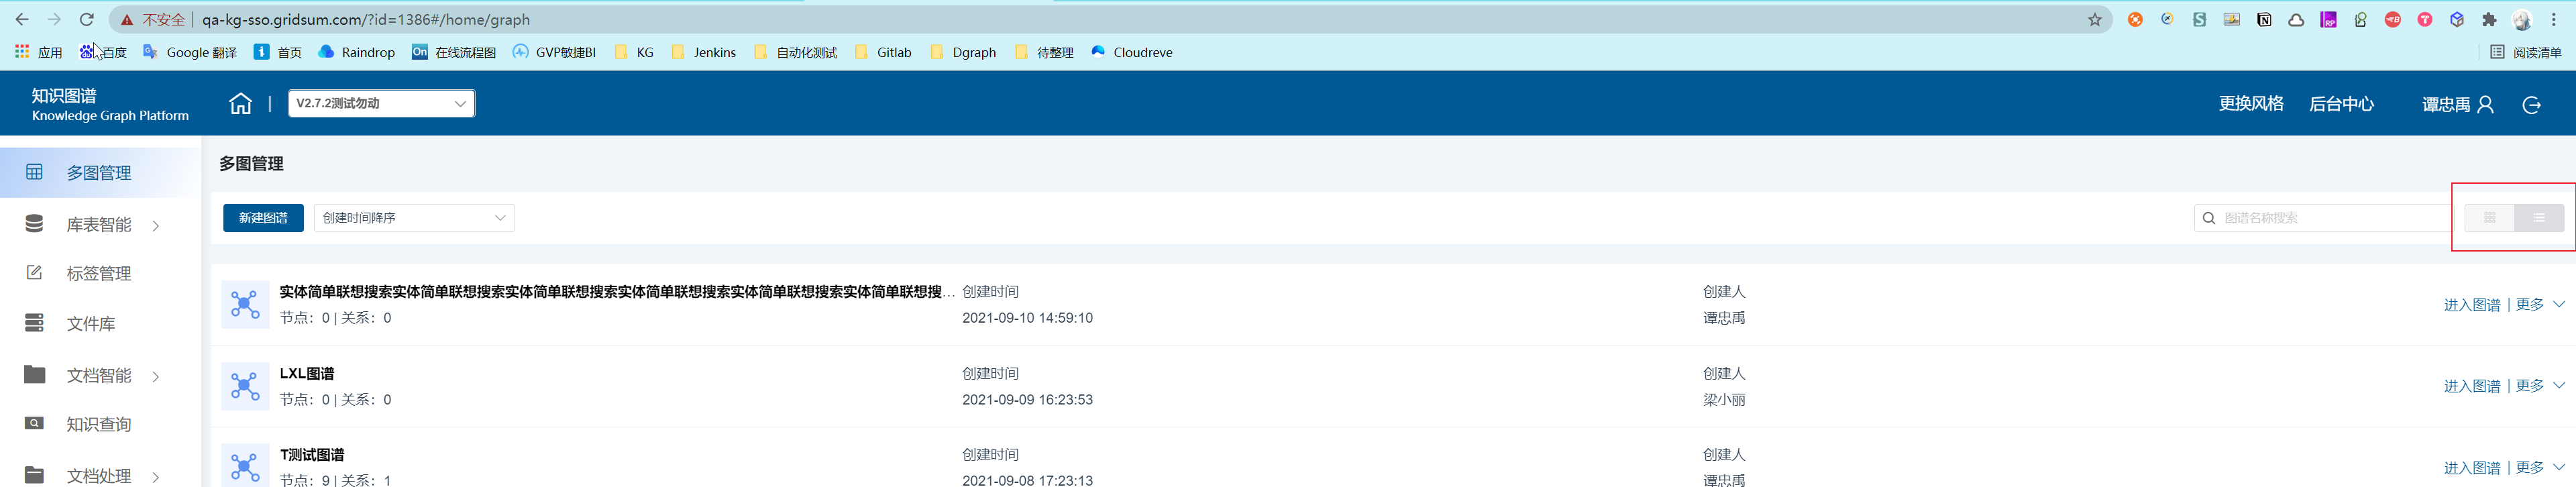 不安全 | qa-kg-sso.gridsum.com/?id=1386#/home/graph
应用 百度 Google 翻译 首页 Raindrop On 在线流程图 GVP敏捷BI KG Jenkins 自动化测试 Gitlab Dgraph 待整理 Cloudreve 阅读清单
知识图谱
Knowledge Graph Platform
V2.7.2测试勿动
更换风格 后台中心 谭忠禹
多图管理
库表智能
标签管理
文件库
文档智能
知识查询
文档处理
多图管理
新建图谱 创建时间降序 图谱名称搜索
实体简单联想搜索实体简单联想搜索实体简单联想搜索实体简单联想搜索实体简单联想搜索实体简单联想搜... 创建时间 创建人
节点：0 | 关系：0 2021-09-10 14:59:10 谭忠禹 进入图谱 | 更多
LXL图谱 创建时间 创建人
节点：0 | 关系：0 2021-09-09 16:23:53 梁小丽 进入图谱 | 更多
T测试图谱 创建时间 创建人
节点：9 | 关系：1 2021-09-08 17:23:13 谭忠禹 进入图谱 | 更多